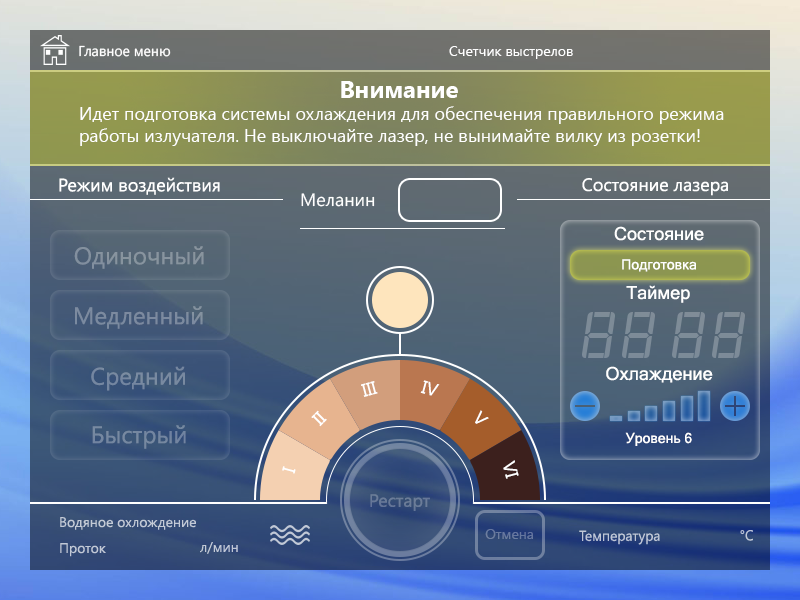 Главное меню
Счетчик выстрелов
Внимание
Идет подготовка системы охлаждения для обеспечения правильного режима
работы излучателя. Не выключайте лазер, не вынимайте вилку из розетки!
Режим воздействия
Меланин
Состояние лазера
Одиночный
Медленный
Средний
Быстрый
Состояние
Подготовка
Таймер
88 88
Охлаждение
Уровень 6
I
II
III
IV
V
VI
Рестарт
Отмена
Водяное охлождение
Проток
л/мин
Температура
°C